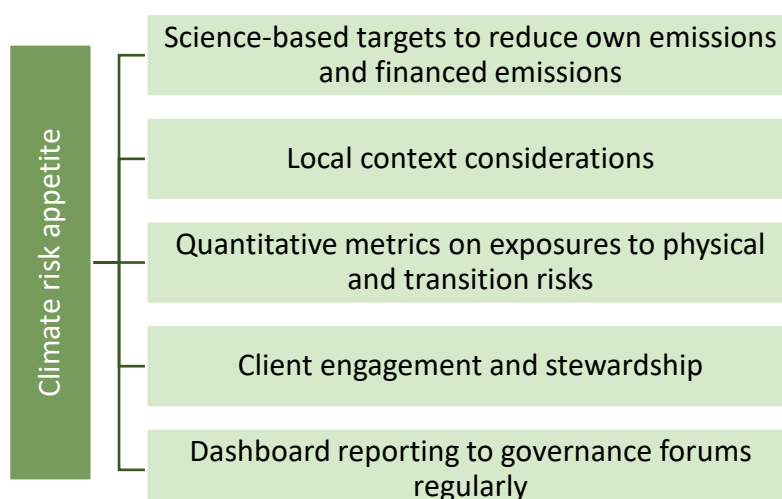 Climate risk appetite
Science-based targets to reduce own emissions
and financed emissions
Local context considerations
Quantitative metrics on exposures to physical
and transition risks
Client engagement and stewardship
Dashboard reporting to governance forums
regularly